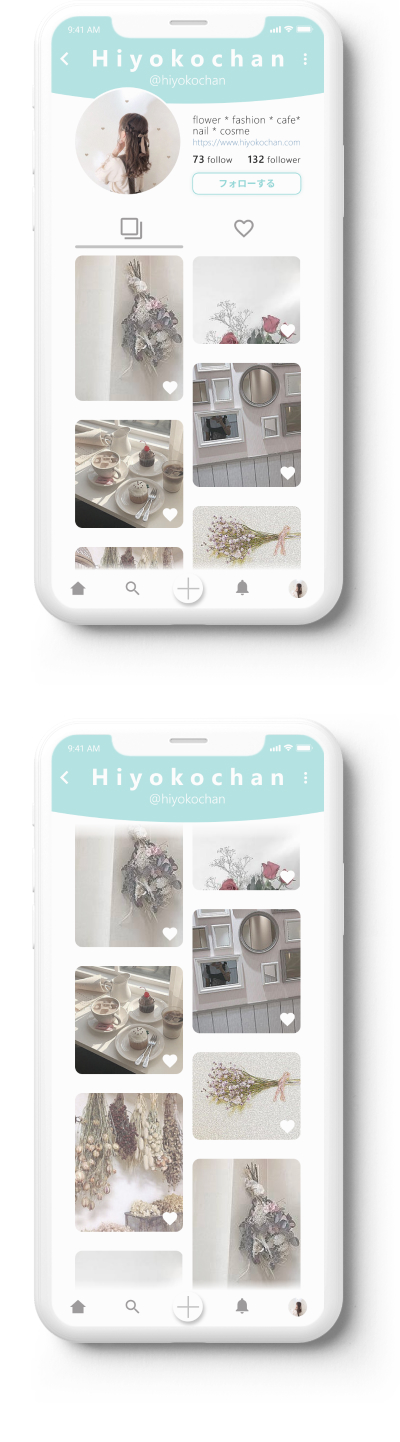 9:41 AM
Hiyokochan
@hiyokochan
flower * fashion * cafe*
nail * cosme
https://www.hiyokochan.com
73 follow 132 follower
フォローする
9:41 AM
Hiyokochan
@hiyokochan